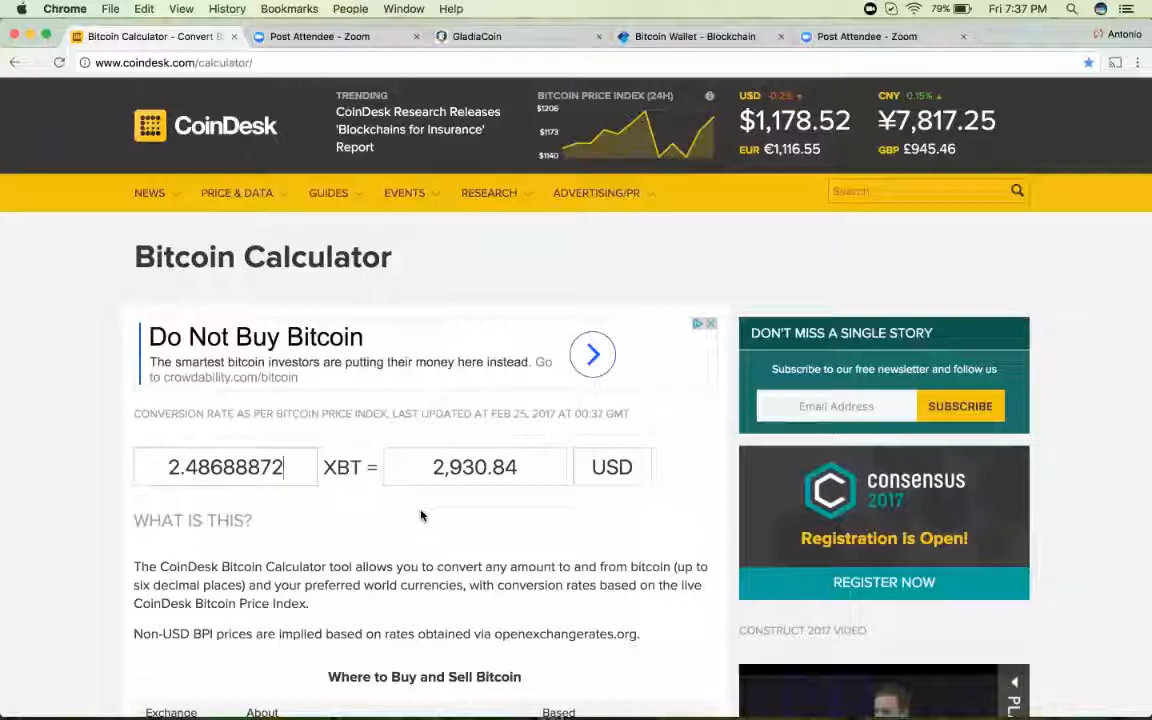 Chrome File Edit View History Bookmarks People Window Help 79% Fri 7:37 PM
Bitcoin Calculator - Convert B Post Attendee - Zoom GladiaCoin Bitcoin Wallet - Blockchain Post Attendee - Zoom Antonio
www.coindesk.com/calculator/
CoinDesk
TRENDING
CoinDesk Research Releases
'Blockchains for Insurance'
Report
BITCOIN PRICE INDEX (24H)
$1206
$1173
$1140
USD -0.2%
$1,178.52
EUR €1,116.55
CNY 0.15%
¥7,817.25
GBP £945.46
NEWS PRICE & DATA GUIDES EVENTS RESEARCH ADVERTISING/PR Search
Bitcoin Calculator
Do Not Buy Bitcoin
The smartest bitcoin investors are putting their money here instead. Go
to crowdability.com/bitcoin
CONVERSION RATE AS PER BITCOIN PRICE INDEX, LAST UPDATED AT FEB 25, 2017 AT 00:37 GMT
2.48688872 XBT = 2,930.84 USD
WHAT IS THIS?
The CoinDesk Bitcoin Calculator tool allows you to convert any amount to and from bitcoin (up to
six decimal places) and your preferred world currencies, with conversion rates based on the live
CoinDesk Bitcoin Price Index.
Non-USD BPI prices are implied based on rates obtained via openexchangerates.org.
Where to Buy and Sell Bitcoin
Exchange About Based
DON'T MISS A SINGLE STORY
Subscribe to our free newsletter and follow us
Email Address SUBSCRIBE
consensus
2017
Registration Is Open!
REGISTER NOW
CONSTRUCT 2017 VIDEO